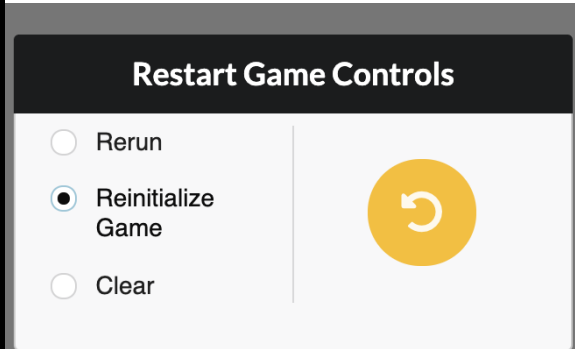 Restart Game Controls
Rerun
Reinitialize
Game
Clear